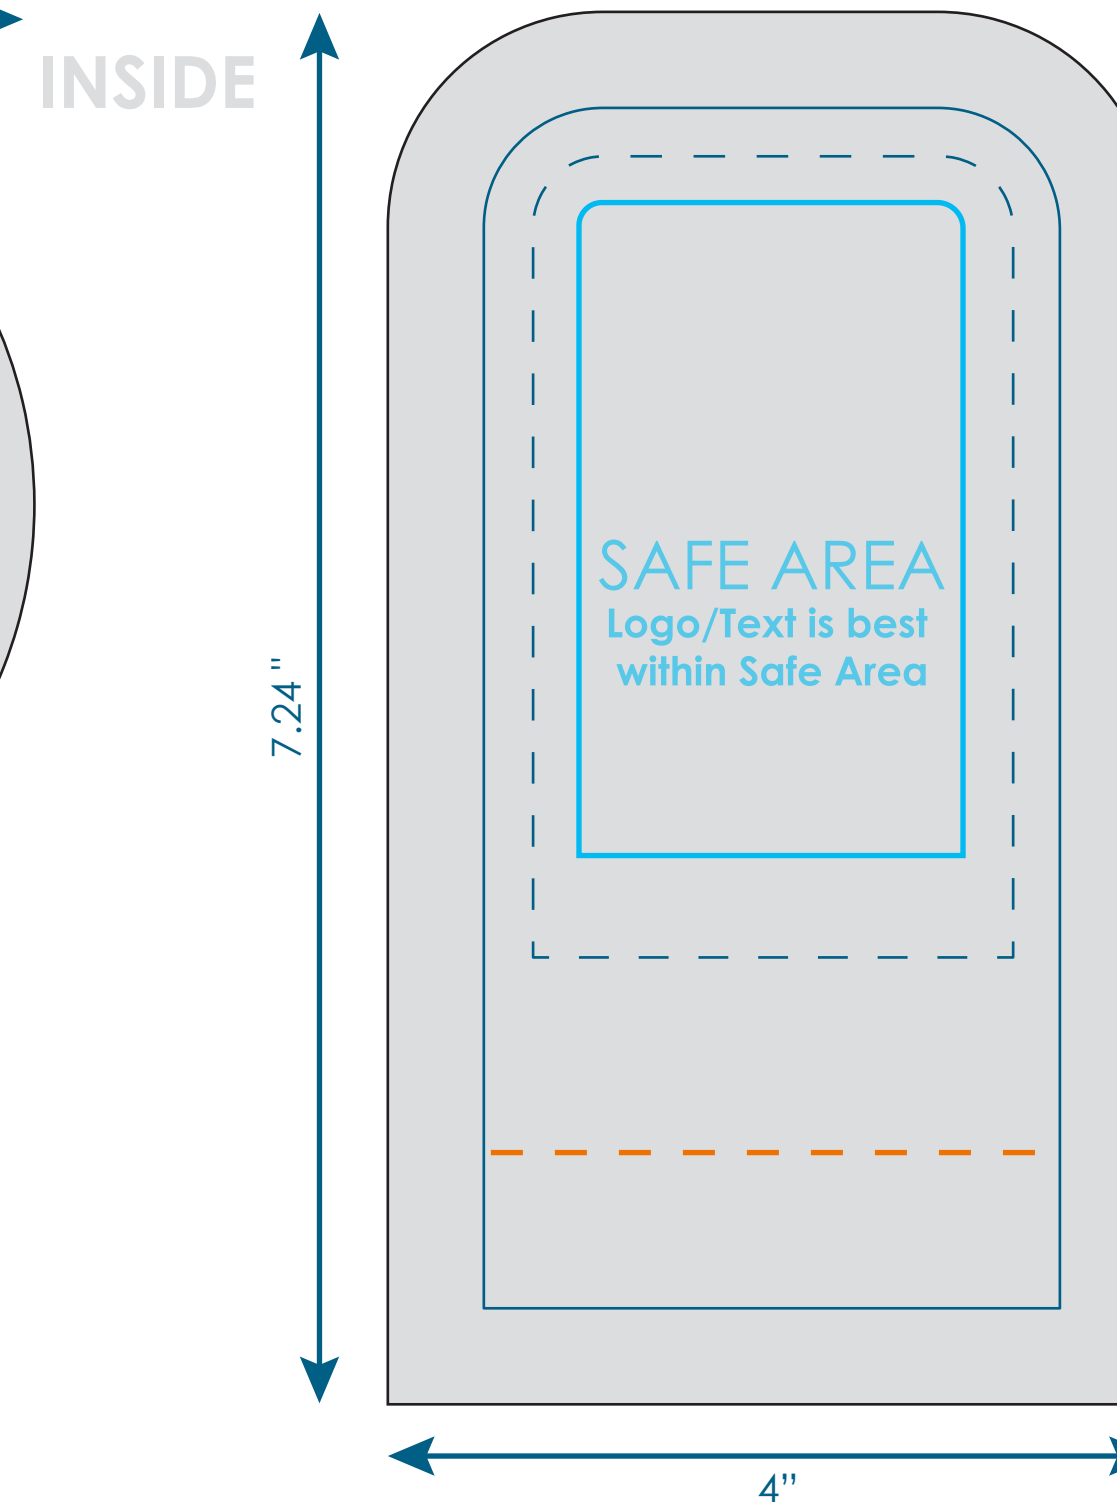 INSIDE
SAFE AREA
Logo/Text is best
within Safe Area
7.24 "
4’’